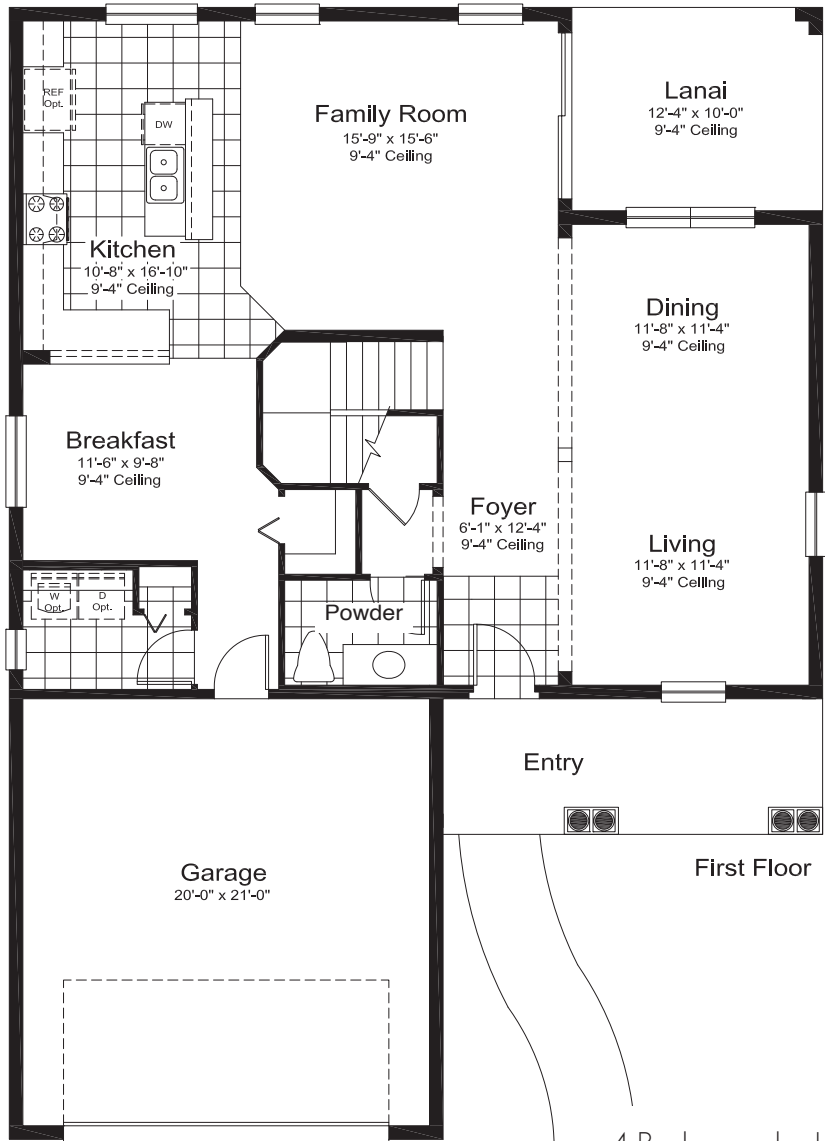 REF
Opt.
DW
Family Room
15'-9" x 15'-6"
9'-4" Ceiling
Lanai
12'-4" x 10'-0"
9'-4" Ceiling
Kitchen
10'-8" x 16'-10"
9'-4" Ceiling
Dining
11'-8" x 11'-4"
9'-4" Ceiling
Breakfast
11'-6" x 9'-8"
9'-4" Ceiling
Foyer
6'-1" x 12'-4"
9'-4" Ceiling
Living
11'-8" x 11'-4"
9'-4" Ceiling
W
Opt.
D
Opt.
Powder
Entry
Garage
20'-0" x 21'-0"
First Floor